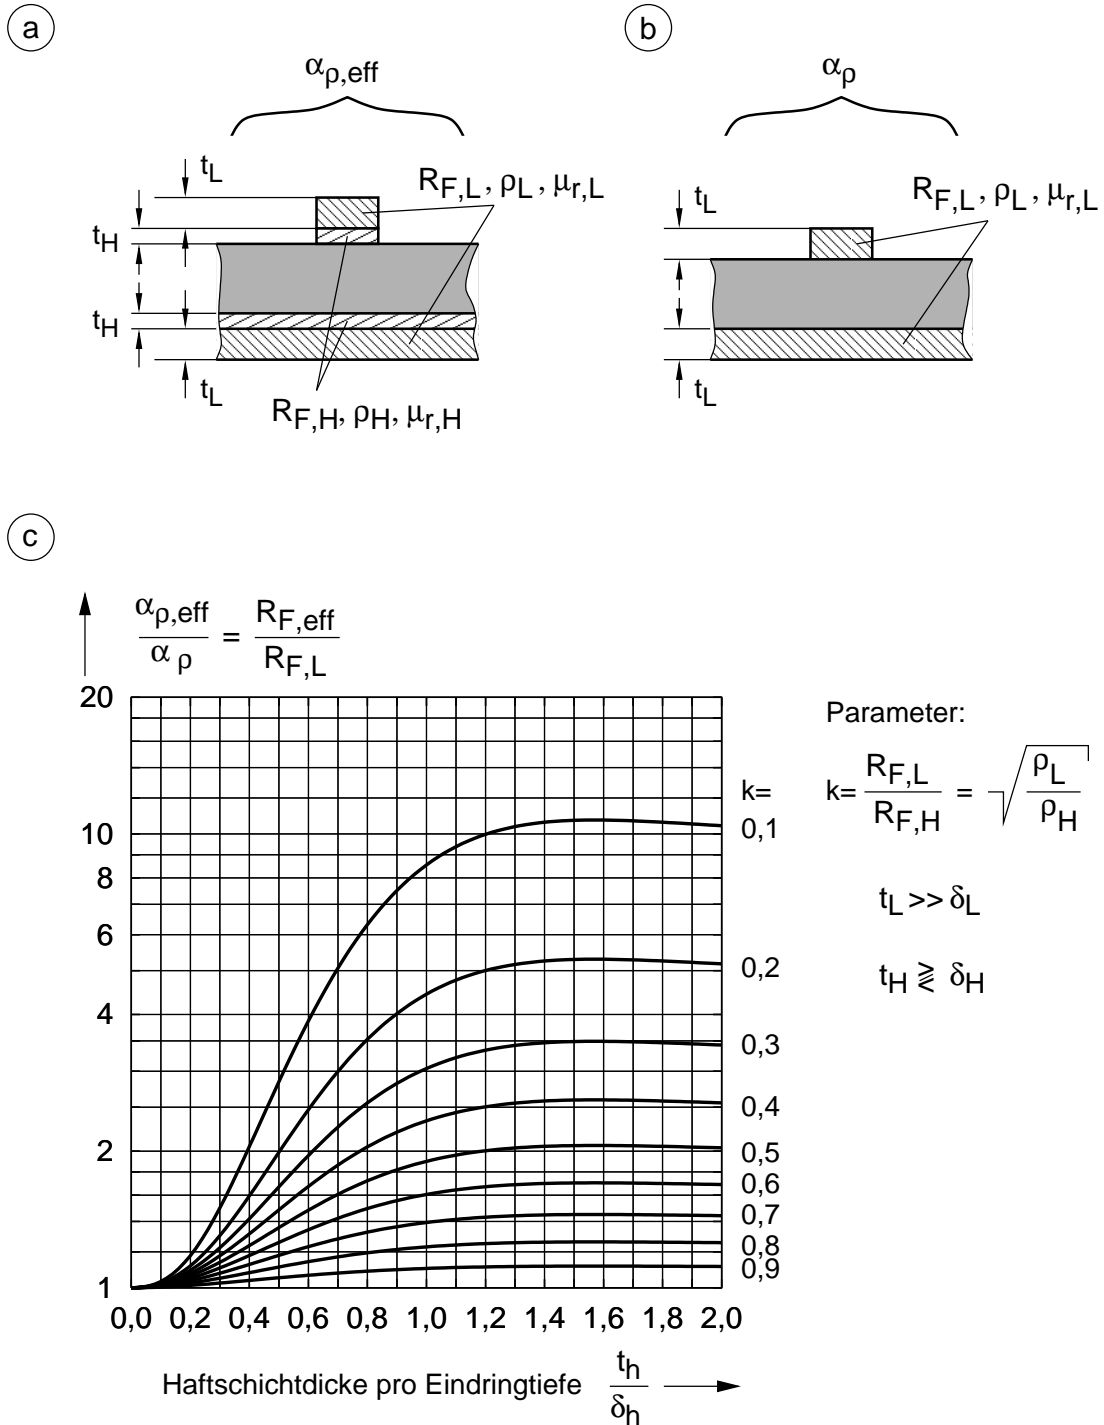 a
b
α_ρ,eff
α_ρ
t_L
R_F,L, ρ_L, μ_r,L
t_H
t_H
t_L
R_F,H, ρ_H, μ_r,H
t_L
R_F,L, ρ_L, μ_r,L
t_L
c
α_ρ,eff / α_ρ = R_F,eff / R_F,L
20
10
8
6
4
2
1
0,0 0,2 0,4 0,6 0,8 1,0 1,2 1,4 1,6 1,8 2,0
Haftschichtdicke pro Eindringtiefe t_h / δ_h
k=
0,1
0,2
0,3
0,4
0,5
0,6
0,7
0,8
0,9
Parameter:
k= R_F,L / R_F,H = √(ρ_L / ρ_H)
t_L >> δ_L
t_H ⪌ δ_H